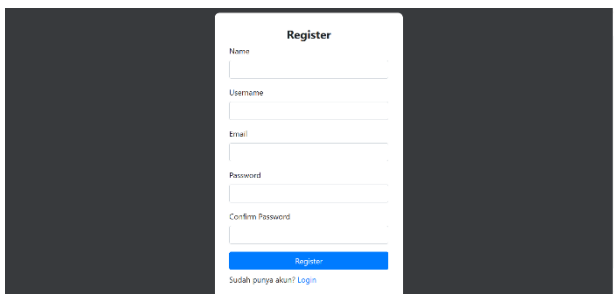 Register
Name
Username
Email
Password
Confirm Password
Register
Sudah punya akun? Login